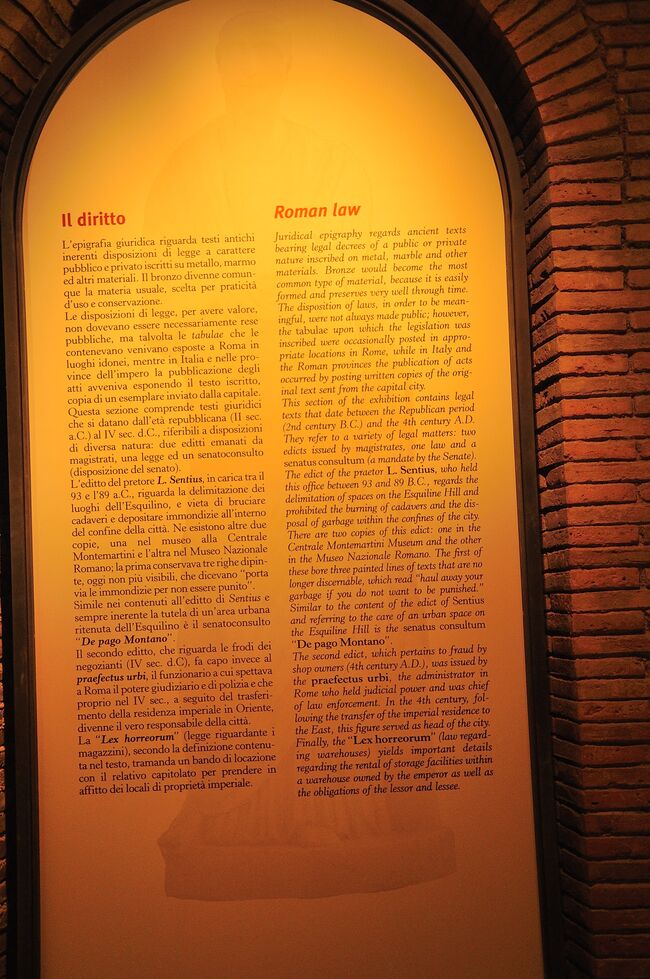 Il diritto
L'epigrafia giuridica riguarda testi antichi
inerenti disposizioni di legge a carattere
pubblico e privato iscritti su metallo, marmo
ed altri materiali. Il bronzo divenne comun-
que la materia usuale, scelta per praticità
d'uso e conservazione.
Le disposizioni di legge, per avere valore,
non dovevano essere necessariamente rese
pubbliche, ma talvolta le tabulae che le
contenevano venivano esposte a Roma in
luoghi idonei, mentre in Italia e nelle pro-
vince dell'impero la pubblicazione degli
atti avveniva esponendo il testo iscritto,
copia di un esemplare inviato dalla capitale.
Questa sezione comprende testi giuridici
che si datano dall'età repubblicana (II sec.
a.C.) al IV sec. d.C., riferibili a disposizioni
di diversa natura: due editti emanati da
magistrati, una legge ed un senatoconsulto
(disposizione del senato).
L'editto del pretore L. Sentius, in carica tra il
93 e l'89 a.C., riguarda la delimitazione dei
luoghi dell'Esquilino, e vieta di bruciare
cadaveri e depositare immondizie all'interno
del confine della città. Ne esistono altre due
copie, una nel museo alla Centrale
Montemartini e l'altra nel Museo Nazionale
Romano; la prima conservava tre righe dipin-
te, oggi non più visibili, che dicevano "porta
via le immondizie per non essere punito".
Simile nei contenuti all'editto di Sentius e
sempre inerente la tutela di un'area urbana
ritenuta dell'Esquilino è il senatoconsulto
"De pago Montano".
Il secondo editto, che riguarda le frodi dei
negozianti (IV sec. d.C), fa capo invece al
praefectus urbi, il funzionario a cui spettava
a Roma il potere giudiziario e di polizia e che
proprio nel IV sec., a seguito del trasferi-
mento della residenza imperiale in Oriente,
divenne il vero responsabile della città.
La "Lex horreorum" (legge riguardante i
magazzini), secondo la definizione contenu-
ta nel testo, tramanda un bando di locazione
con il relativo capitolato per prendere in
affitto dei locali di proprietà imperiale.
Roman law
Juridical epigraphy regards ancient texts
bearing legal decrees of a public or private
nature inscribed on metal, marble and other
materials. Bronze would become the most
common type of material, because it is easily
formed and preserves very well through time.
The disposition of laws, in order to be mean-
ingful, were not always made public; however,
the tabulae upon which the legislation was
inscribed were occasionally posted in appro-
priate locations in Rome, while in Italy and
the Roman provinces the publication of acts
occurred by posting written copies of the orig-
inal text sent from the capital city.
This section of the exhibition contains legal
texts that date between the Republican period
(2nd century B.C.) and the 4th century A.D.
They refer to a variety of legal matters: two
edicts issued by magistrates, one law and a
senatus consultum (a mandate by the Senate).
The edict of the praetor L. Sentius, who held
this office between 93 and 89 B.C., regards the
delimitation of spaces on the Esquiline Hill and
prohibited the burning of cadavers and the dis-
posal of garbage within the confines of the city.
There are two copies of this edict: one in the
Centrale Montemartini Museum and the other
in the Museo Nazionale Romano. The first of
these bore three painted lines of texts that are no
longer discernable, which read "haul away your
garbage if you do not want to be punished."
Similar to the content of the edict of Sentius
and referring to the care of an urban space on
the Esquiline Hill is the senatus consultum
"De pago Montano".
The second edict, which pertains to fraud by
shop owners (4th century A.D.), was issued by
the praefectus urbi, the administrator in
Rome who held judicial power and was chief
of law enforcement. In the 4th century, fol-
lowing the transfer of the imperial residence to
the East, this figure served as head of the city.
Finally, the "Lex horreorum" (law regard-
ing warehouses) yields important details
regarding the rental of storage facilities within
a warehouse owned by the emperor as well as
the obligations of the lessor and lessee.